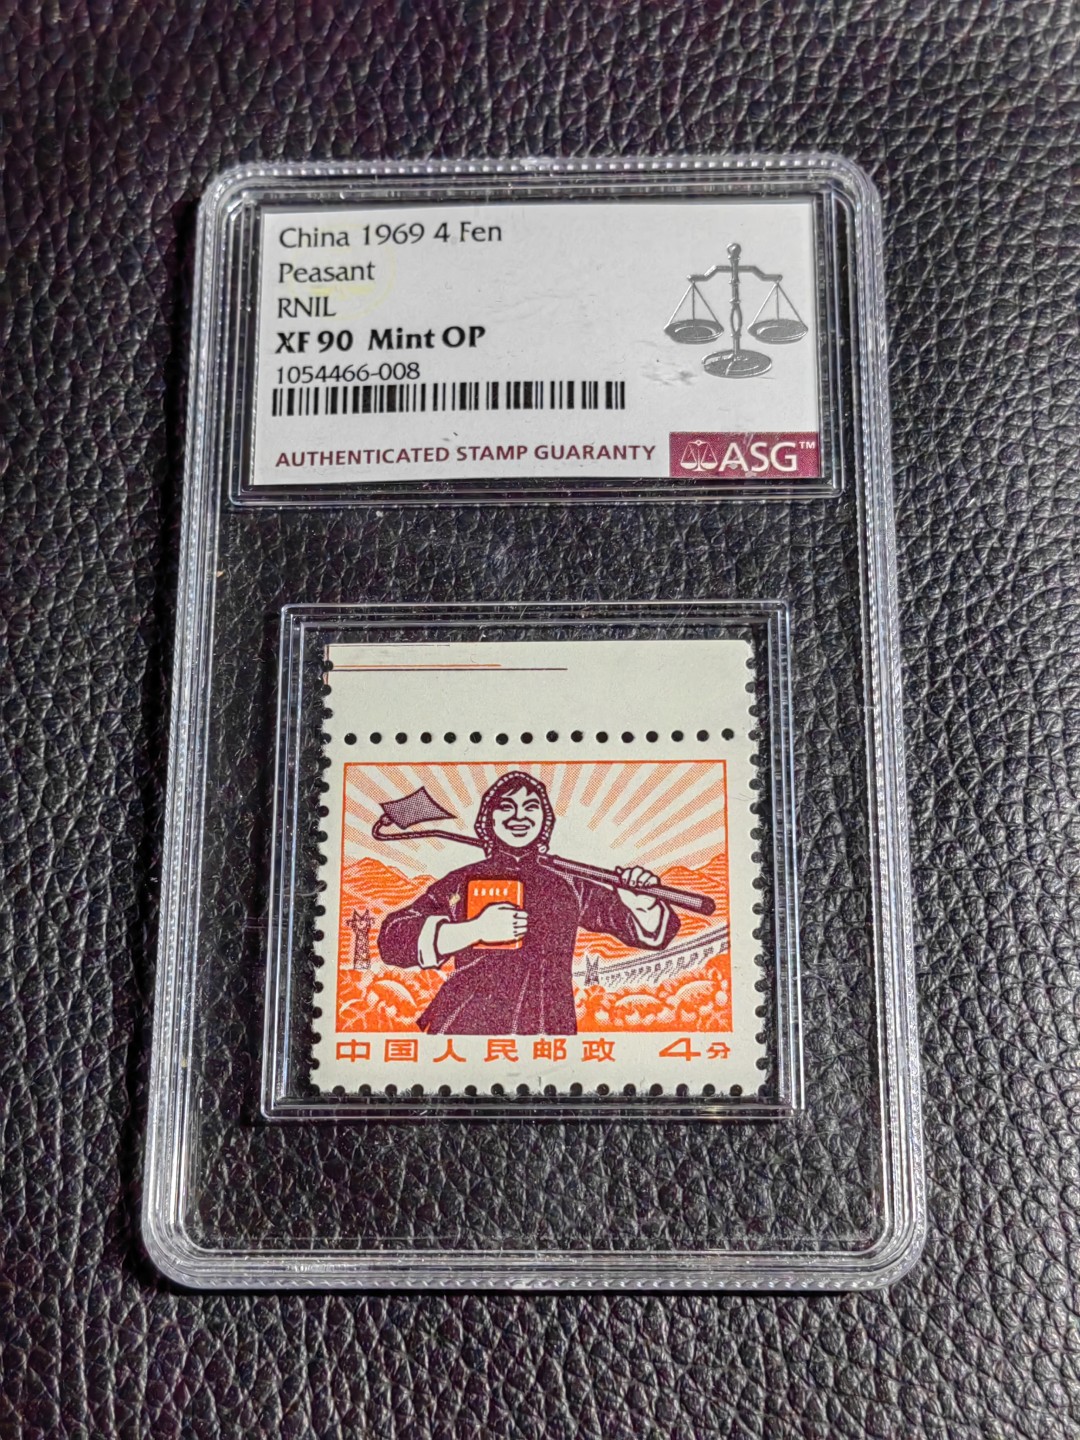 China 1969 4 Fen
Peasant
RNIL
XF 90 Mint OP
1054466-008
AUTHENTICATED STAMP GUARANTY
ASG™
中国人民邮政 4分